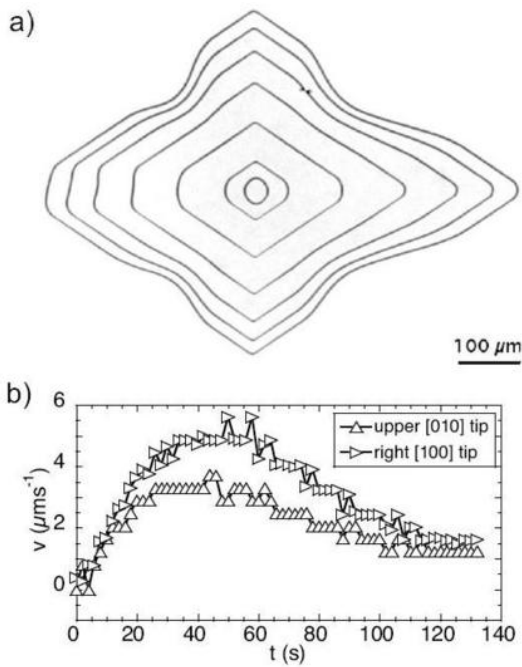 a)
100 μm
b)
6
4
2
0
v (μms⁻¹)
upper [010] tip
right [100] tip
0 20 40 60 80 100 120 140
t (s)